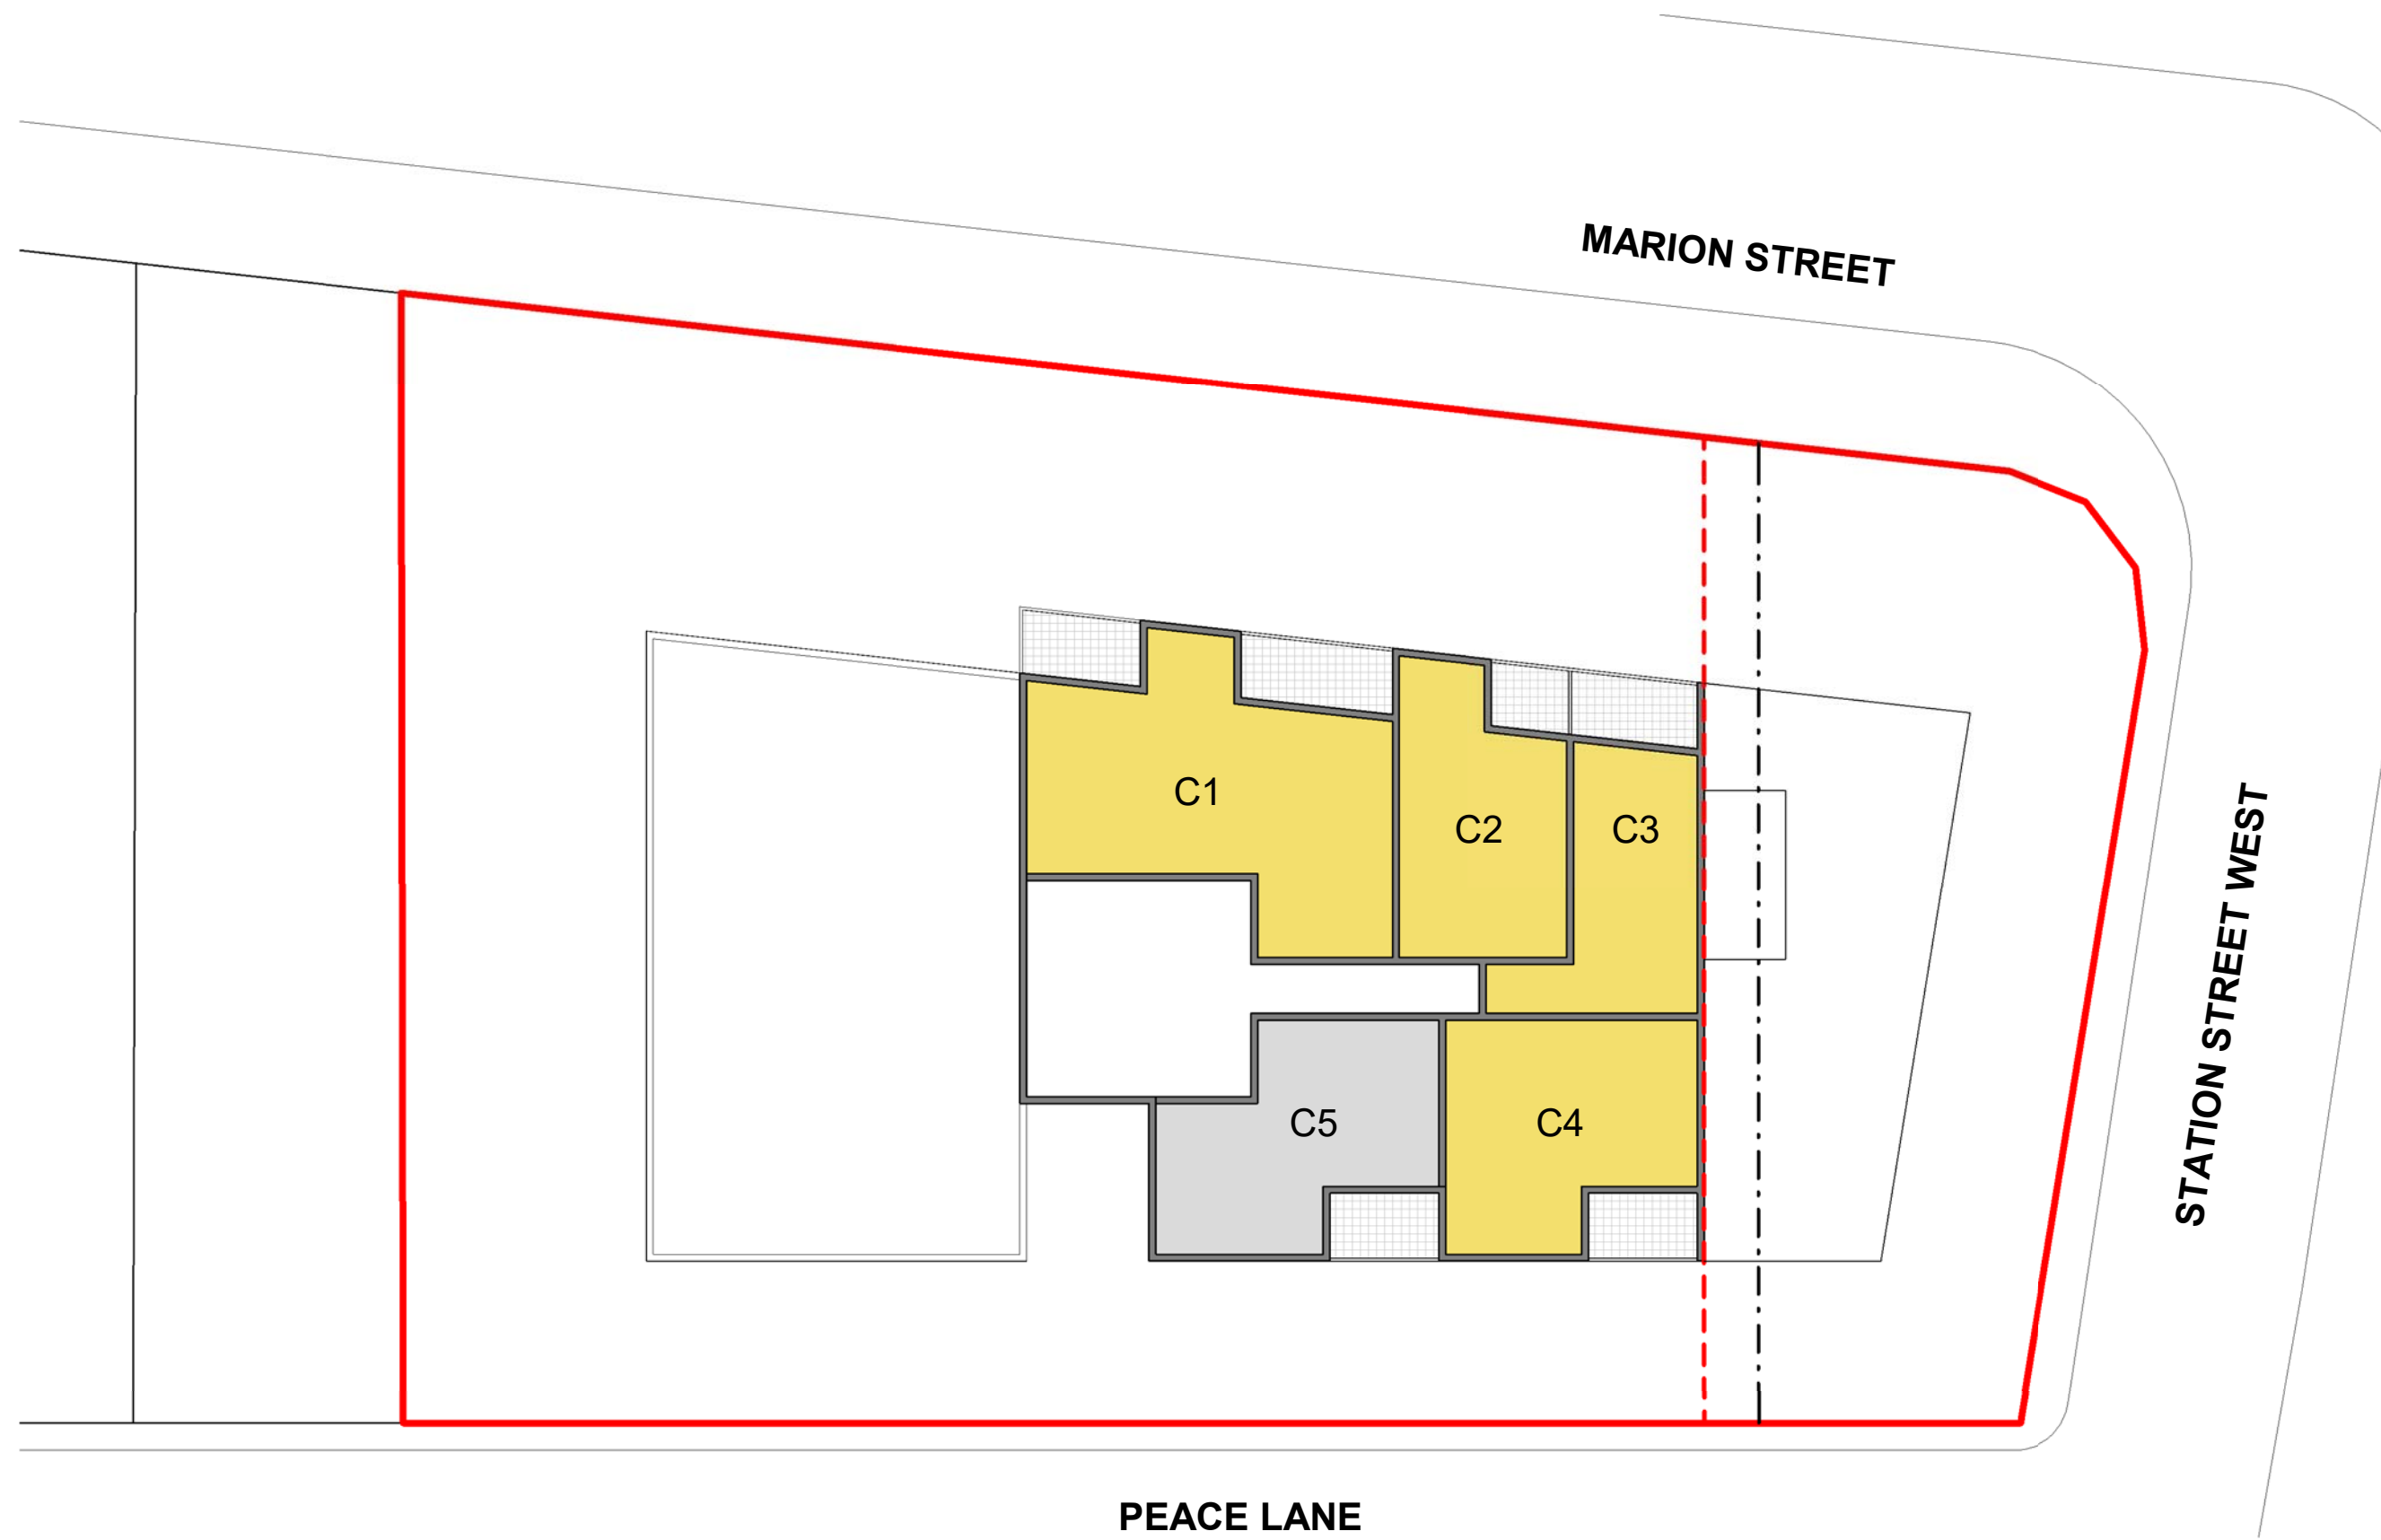 MARION STREET
C1
C2
C3
STATION STREET WEST
C5
C4
PEACE LANE